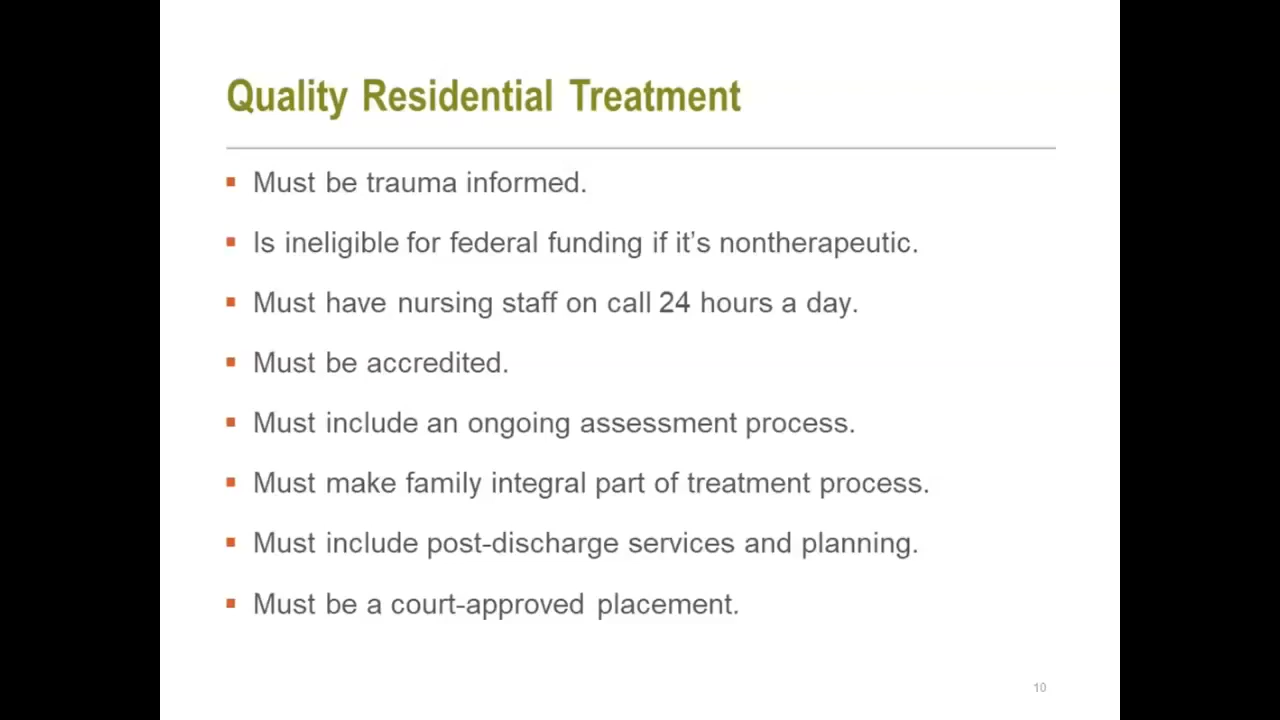 Quality Residential Treatment
▪ Must be trauma informed.
▪ Is ineligible for federal funding if it’s nontherapeutic.
▪ Must have nursing staff on call 24 hours a day.
▪ Must be accredited.
▪ Must include an ongoing assessment process.
▪ Must make family integral part of treatment process.
▪ Must include post-discharge services and planning.
▪ Must be a court-approved placement.
10